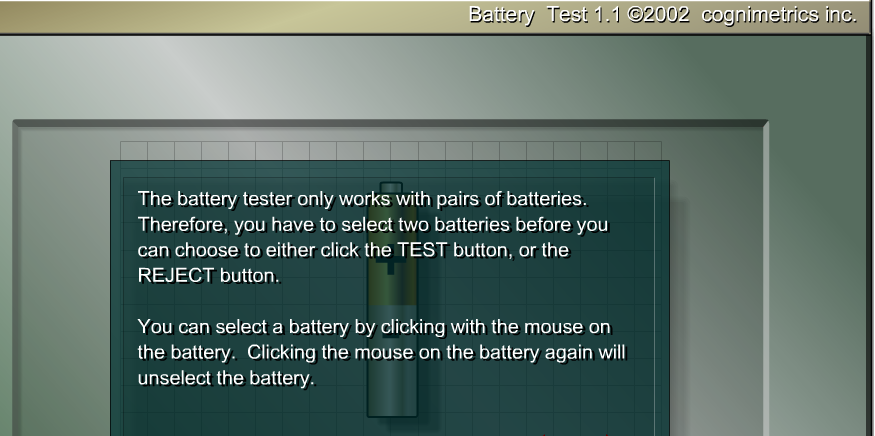 Battery Test 1.1 ©2002 cognimetrics inc.
The battery tester only works with pairs of batteries.
Therefore, you have to select two batteries before you
can choose to either click the TEST button, or the
REJECT button.
You can select a battery by clicking with the mouse on
the battery. Clicking the mouse on the battery again will
unselect the battery.